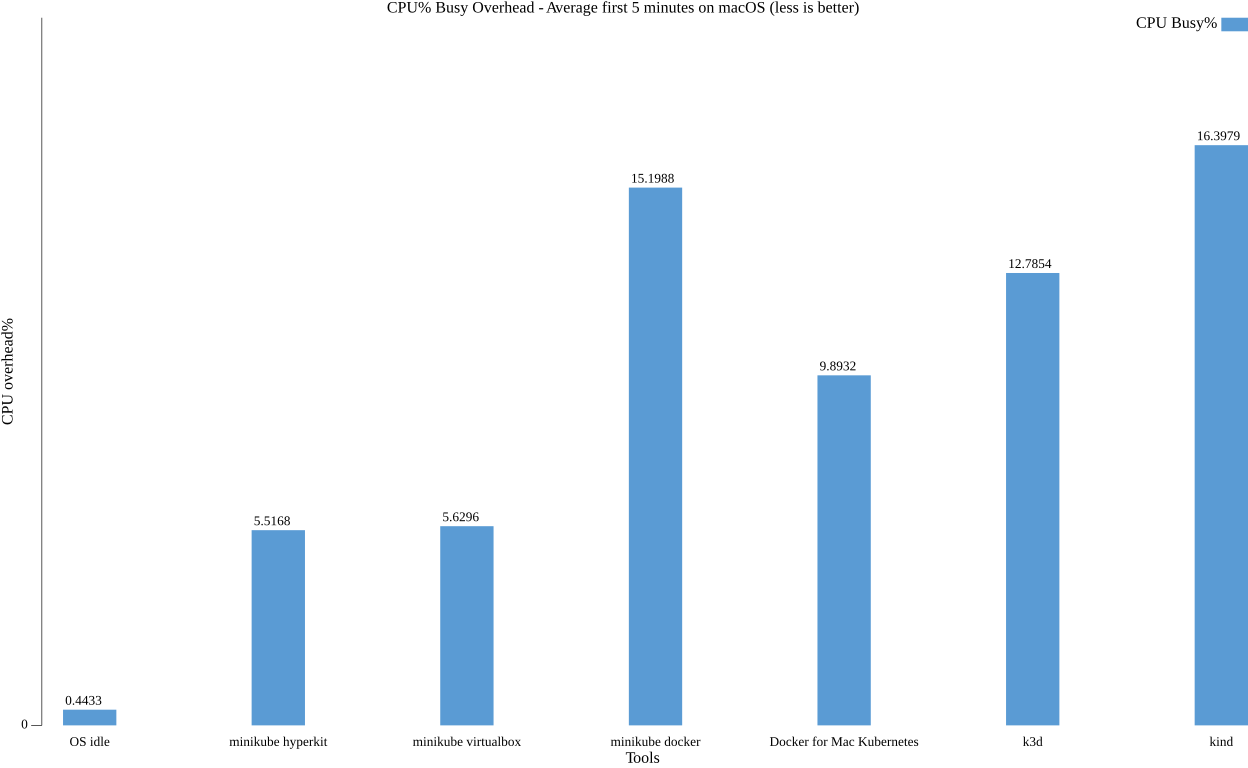 CPU% Busy Overhead - Average first 5 minutes on macOS (less is better)
CPU Busy%
16.3979
15.1988
12.7854
9.8932
5.5168
5.6296
0.4433
CPU overhead%
0
OS idle
minikube hyperkit
minikube virtualbox
minikube docker
Docker for Mac Kubernetes
k3d
kind
Tools